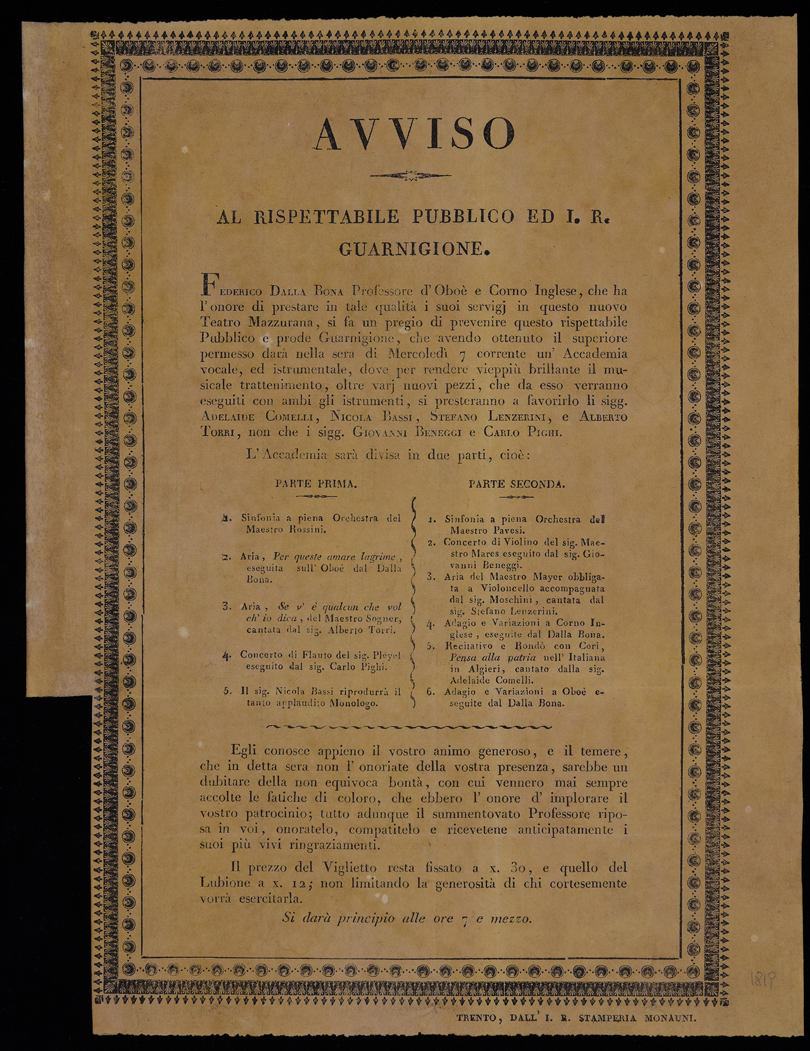 AVVISO
AL RISPETTABILE PUBBLICO ED I. R.
GUARNIGIONE.
FEDERICO DALLA BONA Professore d' Oboè e Corno Inglese, che ha
l' onore di prestare in tale qualità i suoi servigj in questo nuovo
Teatro Mazzurana, si fa un pregio di prevenire questo rispettabile
Pubblico e prode Guarnigione, che avendo ottenuto il superiore
permesso darà nella sera di Mercoledì 7 corrente un' Accademia
vocale, ed istrumentale, dove per rendere vieppiù brillante il mu-
sicale trattenimento, oltre varj nuovi pezzi, che da esso verranno
eseguiti con ambi gli istrumenti, si presteranno a favorirlo li sigg.
ADELAIDE COMELLI, NICOLA BASSI, STEFANO LENZERINI, e ALBERTO
TORRI, non che i sigg. GIOVANNI BENEGGI e CARLO PIGHI.
L' Accademia sarà divisa in due parti, cioè:
PARTE PRIMA.
1. Sinfonia a piena Orchestra del
Maestro Rossini.
2. Aria, Per queste amare lagrime,
eseguita sull' Oboé dal Dalla
Bona.
3. Aria, Se v' é qualcun che vol
ch' io dica, del Maestro Sogner,
cantata dal sig. Alberto Torri.
4. Concerto di Flauto del sig. Pleyel
eseguito dal sig. Carlo Pighi.
5. Il sig. Nicola Bassi riprodurrà il
tanto applaudito Monologo.
PARTE SECONDA.
1. Sinfonia a piena Orchestra del
Maestro Pavesi.
2. Concerto di Violino del sig. Mae-
stro Mares eseguito dal sig. Gio-
vanni Beneggi.
3. Aria del Maestro Mayer obbliga-
ta a Violoncello accompagnata
dal sig. Moschini, cantata dal
sig. Stefano Lenzerini.
4. Adagio e Variazioni a Corno In-
glese, eseguite dal Dalla Bona.
5. Recitativo e Rondò con Cori,
Pensa alla patria nell' Italiana
in Algieri, cantato dalla sig.
Adelaide Comelli.
6. Adagio e Variazioni a Oboé e-
seguite dal Dalla Bona.
Egli conosce appieno il vostro animo generoso, e il temere,
che in detta sera non l' onoriate della vostra presenza, sarebbe un
dubitare della non equivoca bontà, con cui vennero mai sempre
accolte le fatiche di coloro, che ebbero l' onore d' implorare il
vostro patrocinio; tutto adunque il summentovato Professore ripo-
sa in voi, onoratelo, compatitelo e ricevetene anticipatamente i
suoi più vivi ringraziamenti.
Il prezzo del Viglietto resta fissato a x. 30, e quello del
Lubione a x. 12; non limitando la generosità di chi cortesemente
vorrà esercitarla.
Si darà principio alle ore 7 e mezzo.
1819
TRENTO, DALL' I. R. STAMPERIA MONAUNI.